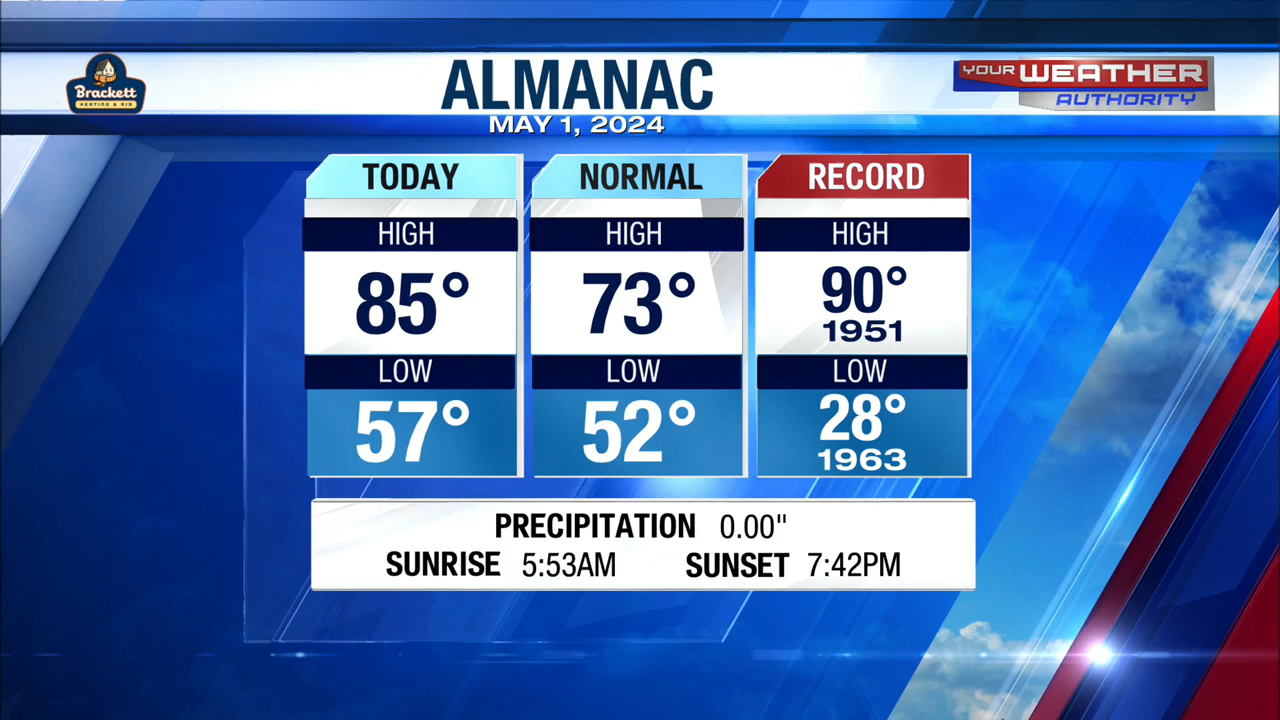 Brackett
HEATING & AIR
ALMANAC
YOUR WEATHER
AUTHORITY
MAY 1, 2024
TODAY
HIGH
85°
LOW
57°
NORMAL
HIGH
73°
LOW
52°
RECORD
HIGH
90°
1951
LOW
28°
1963
PRECIPITATION 0.00"
SUNRISE 5:53AM SUNSET 7:42PM